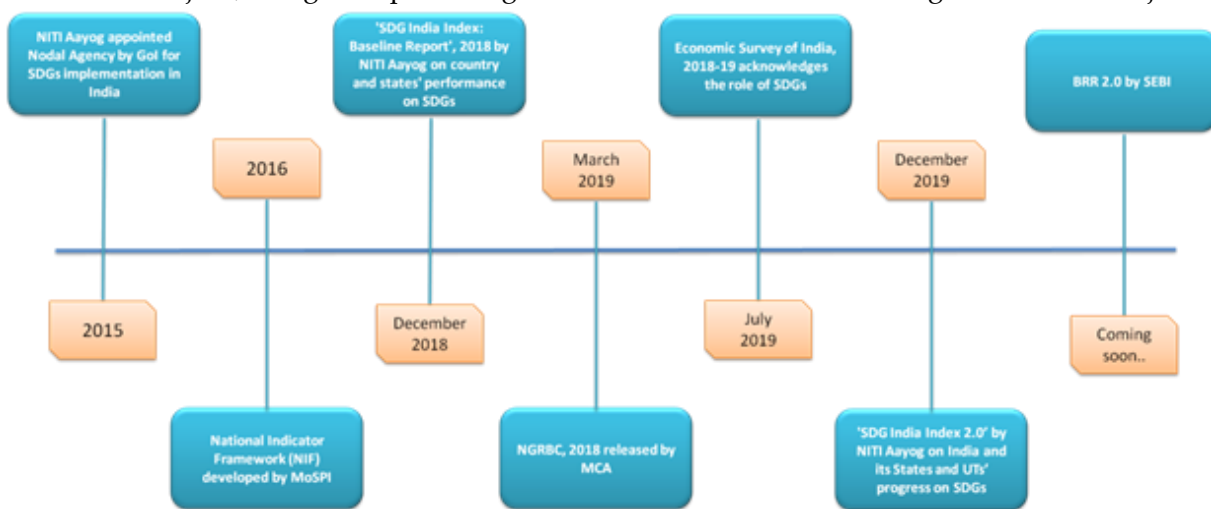 NITI Aayog appointed
Nodal Agency by GoI for
SDGs implementation in
India
'SDG India Index:
Baseline Report', 2018 by
NITI Aayog on country
and states' performance
on SDGs
Economic Survey of India,
2018-19 acknowledges
the role of SDGs
BRR 2.0 by SEBI
2016
March
2019
December
2019
2015
December
2018
July
2019
Coming
soon..
National Indicator
Framework (NIF)
developed by MoSPI
NGRBC, 2018 released by
MCA
'SDG India Index 2.0' by
NITI Aayog on India and
its States and UTs'
progress on SDGs